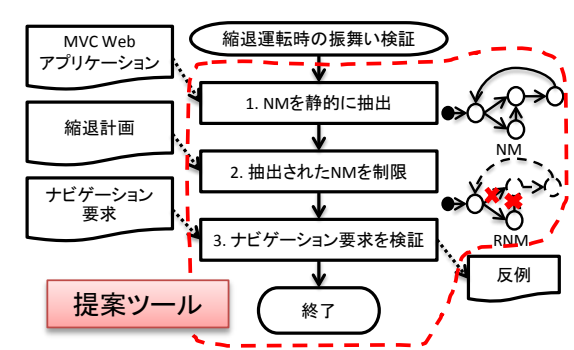 MVC Web
アプリケーション
縮退運転時の振舞い検証
1. NMを静的に抽出
NM
縮退計画
2. 抽出されたNMを制限
ナビゲーション
要求
3. ナビゲーション要求を検証
RNM
反例
提案ツール
終了